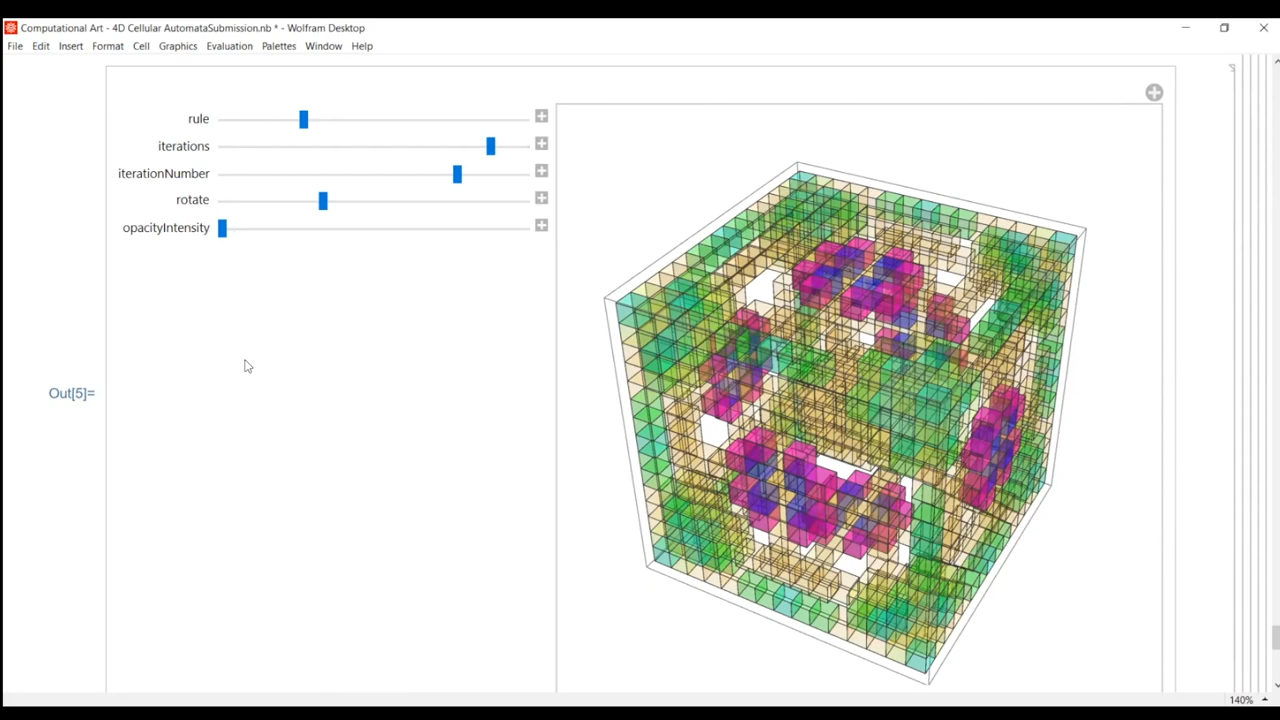 Computational Art - 4D Cellular AutomataSubmission.nb * - Wolfram Desktop
File Edit Insert Format Cell Graphics Evaluation Palettes Window Help
rule
iterations
iterationNumber
rotate
opacityIntensity
Out[5]=
140%